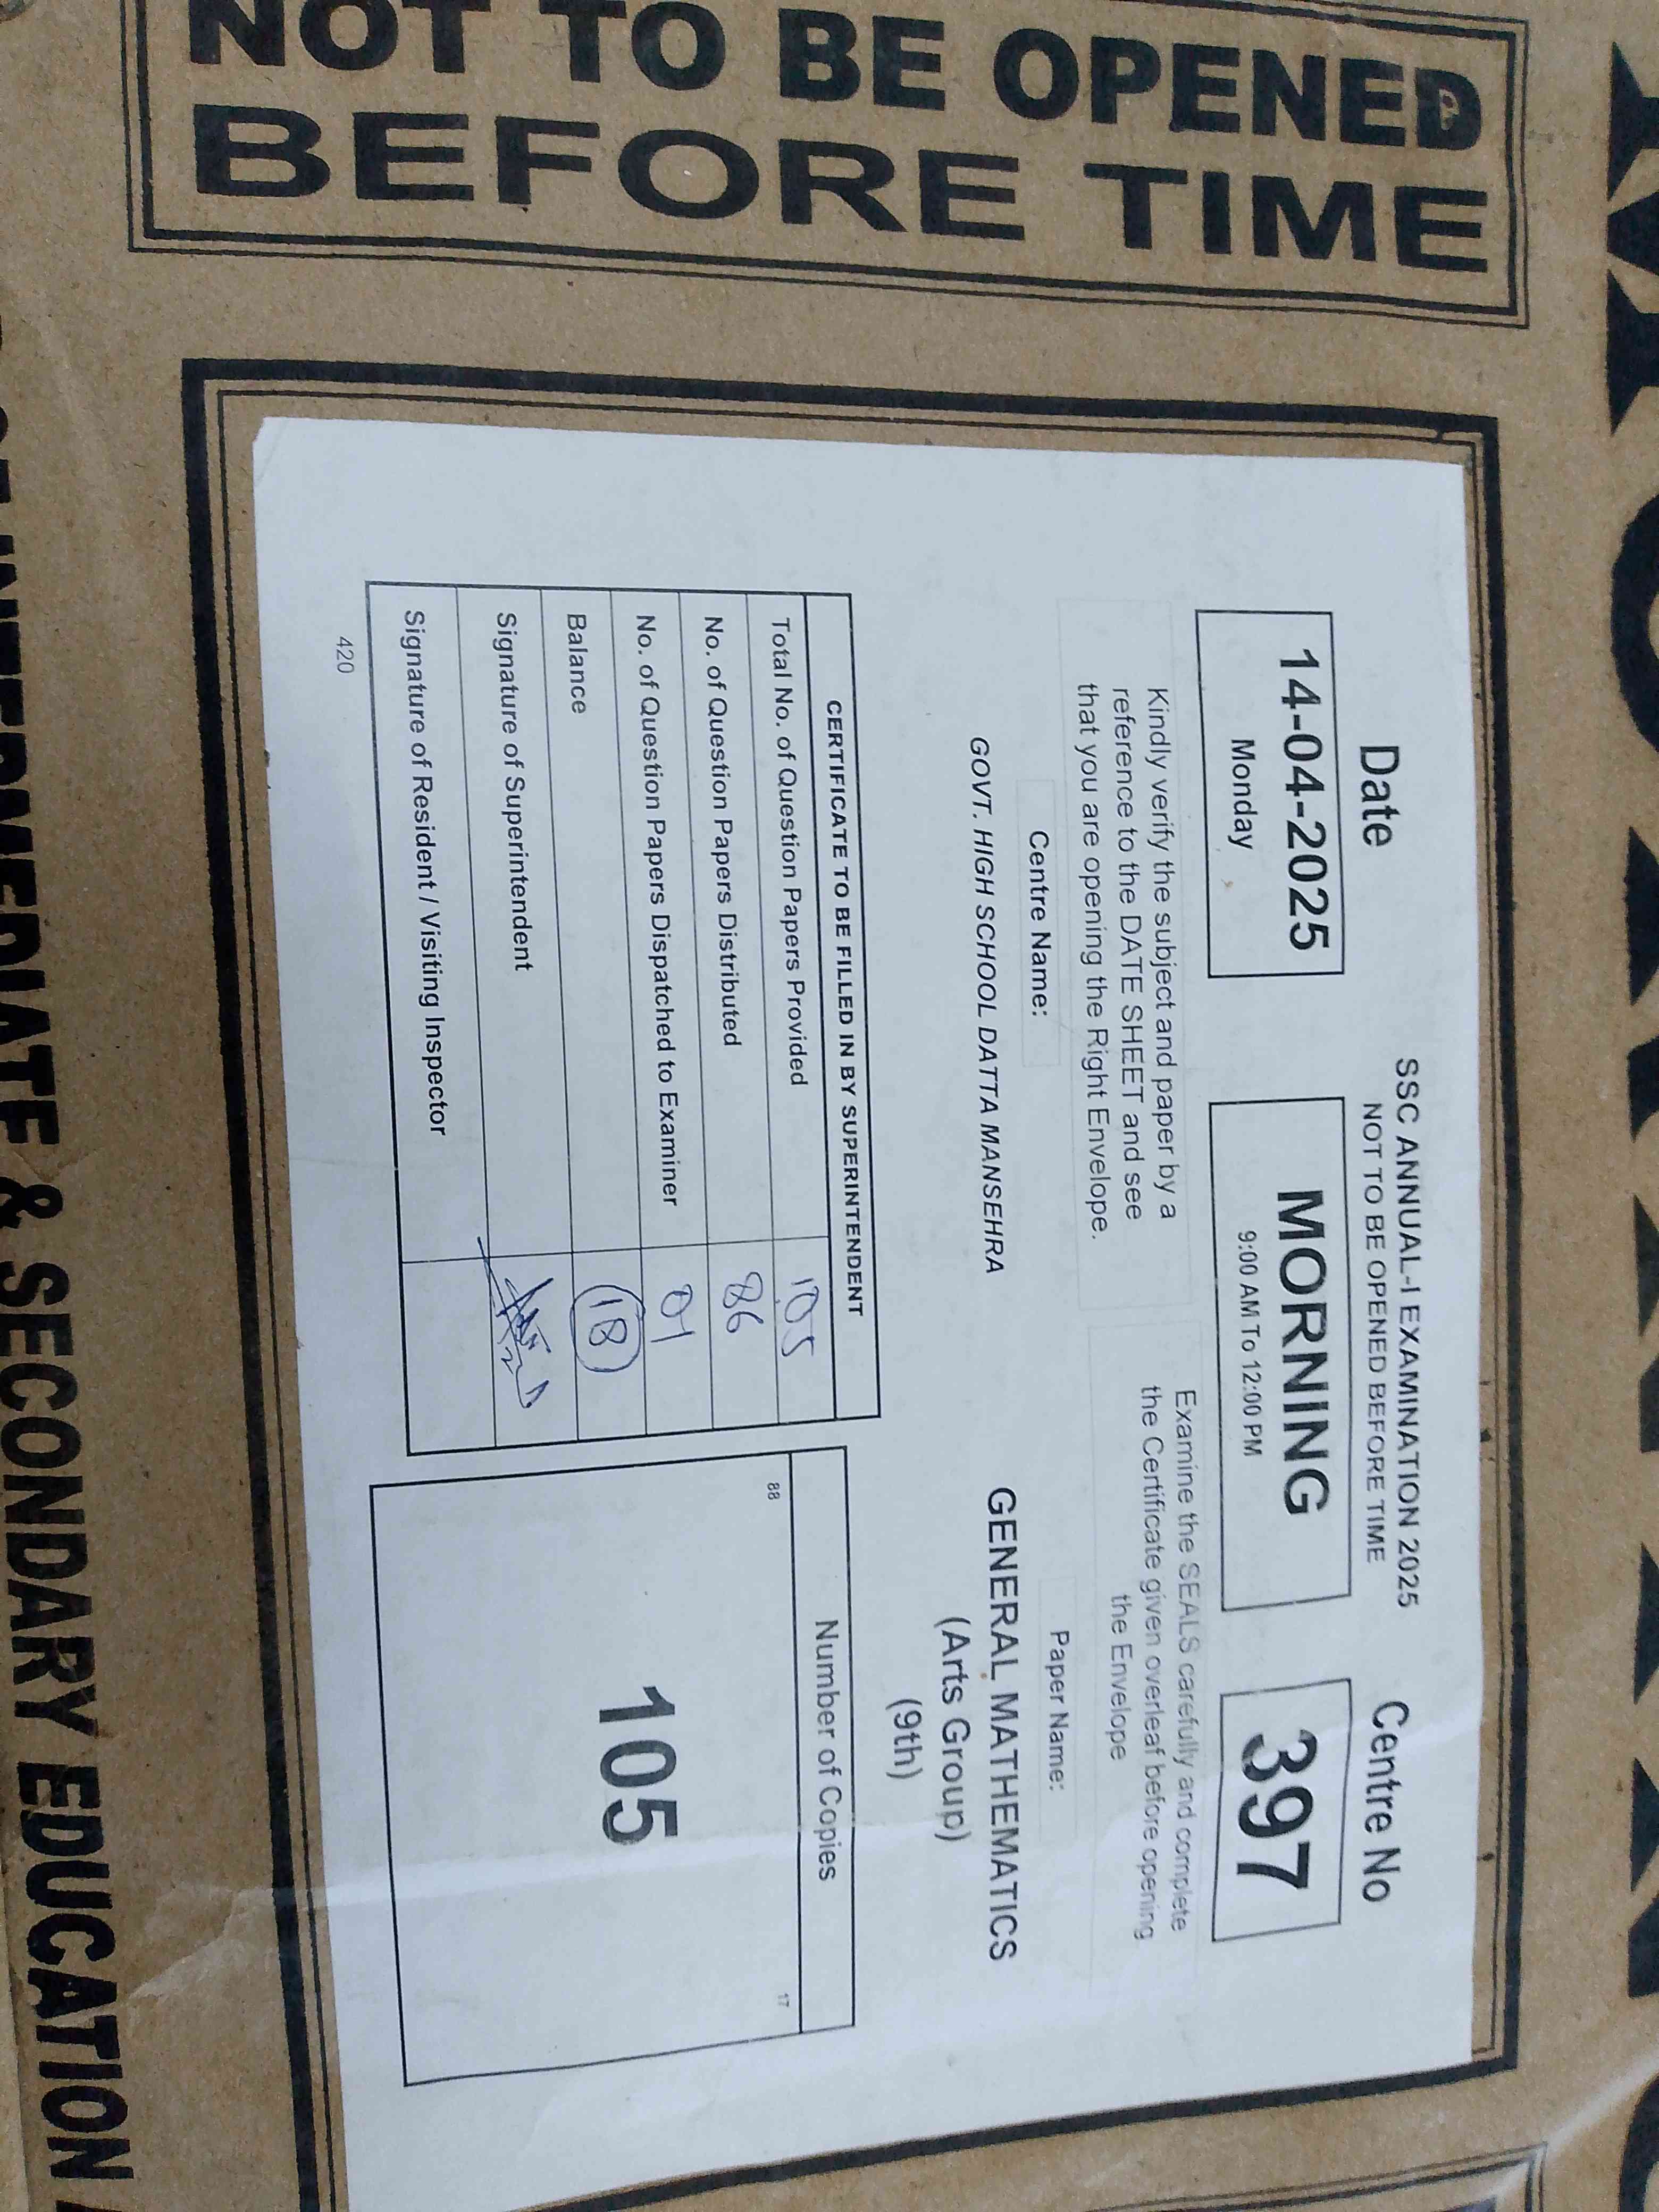 NOT TO BE OPENED
BEFORE TIME
SSC ANNUAL-I EXAMINATION 2025
NOT TO BE OPENED BEFORE TIME
Date
Centre No
14-04-2025
Monday
MORNING
9:00 AM To 12:00 PM
397
Kindly verify the subject and paper by a
reference to the DATE SHEET and see
that you are opening the Right Envelope.
Examine the SEALS carefully and complete
the Certificate given overleaf before opening
the Envelope
Centre Name:
GOVT. HIGH SCHOOL DATTA MANSEHRA
Paper Name:
GENERAL MATHEMATICS
(Arts Group)
(9th)
CERTIFICATE TO BE FILLED IN BY SUPERINTENDENT
Total No. of Question Papers Provided 105
No. of Question Papers Distributed 86
No. of Question Papers Dispatched to Examiner 01
Balance 18
Signature of Superintendent
Signature of Resident / Visiting Inspector
420
Number of Copies
88 17
105
& SECONDARY EDUCATION